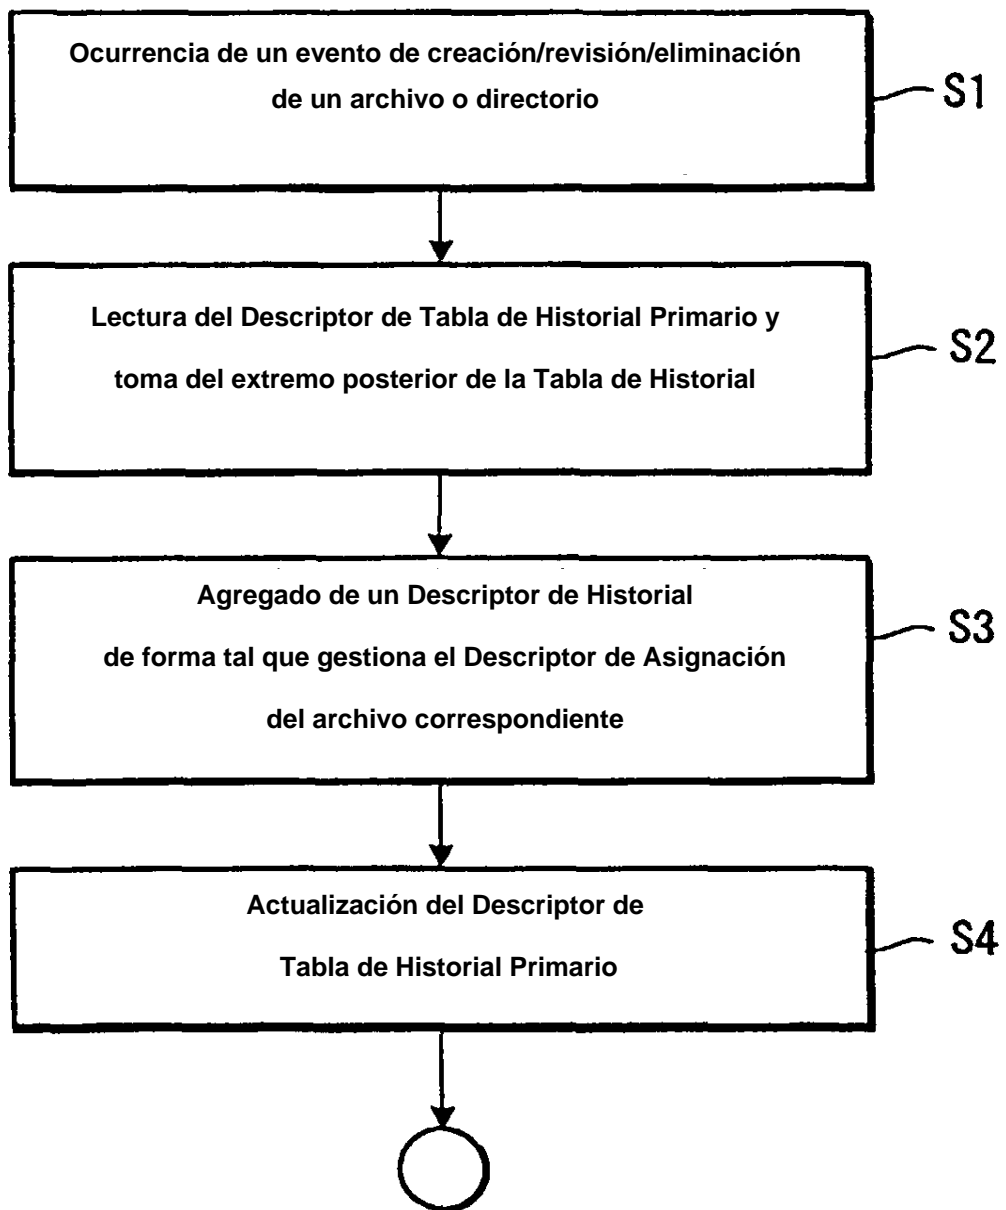 Ocurrencia de un evento de creación/revisión/eliminación
de un archivo o directorio
S1
Lectura del Descriptor de Tabla de Historial Primario y
toma del extremo posterior de la Tabla de Historial
S2
Agregado de un Descriptor de Historial
de forma tal que gestiona el Descriptor de Asignación
del archivo correspondiente
S3
Actualización del Descriptor de
Tabla de Historial Primario
S4